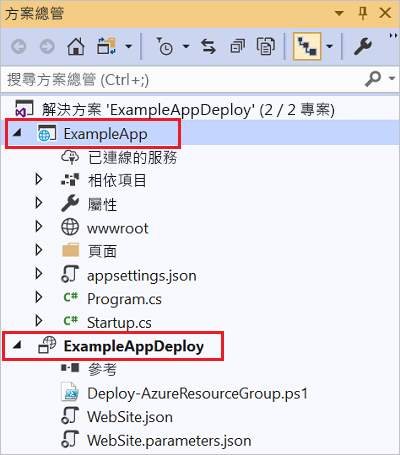 方案總管
搜尋方案總管 (Ctrl+;)
解決方案 'ExampleAppDeploy' (2 / 2 專案)
ExampleApp
已連線的服務
相依項目
屬性
wwwroot
頁面
appsettings.json
C# Program.cs
C# Startup.cs
ExampleAppDeploy
參考
Deploy-AzureResourceGroup.ps1
WebSite.json
WebSite.parameters.json